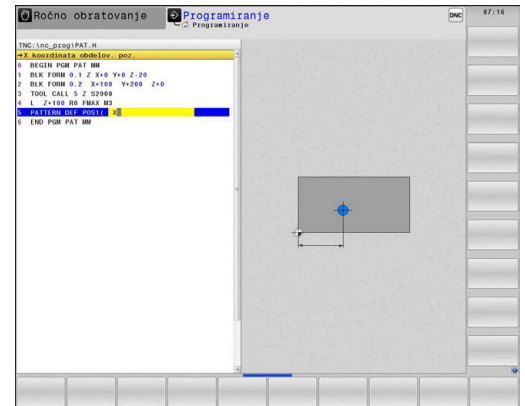 Ročno obratovanje
Programiranje
Programiranje
DNC
07:16
TNC:\nc_prog\PAT.H
→X koordinata obdelov. poz.
0 BEGIN PGM PAT MM
1 BLK FORM 0.1 Z X+0 Y+0 Z-20
2 BLK FORM 0.2 X+100 Y+200 Z+0
3 TOOL CALL 5 Z S2000
4 L Z+100 R0 FMAX M3
5 PATTERN DEF POS1( X
6 END PGM PAT MM